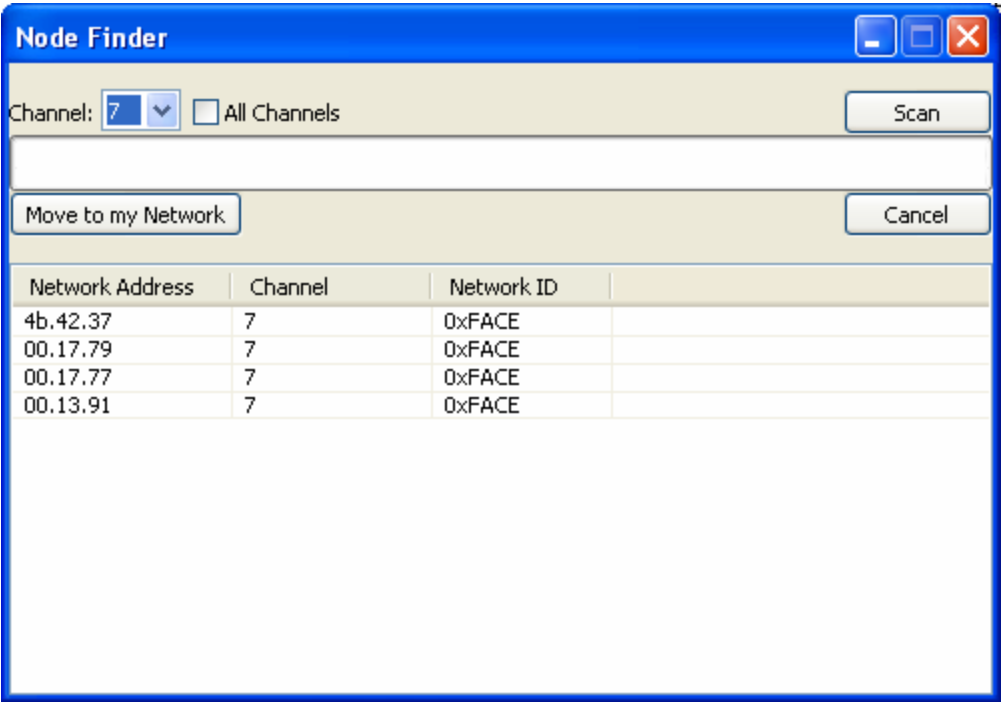 Node Finder
Channel: 7 All Channels Scan
Move to my Network Cancel
Network Address Channel Network ID
4b.42.37 7 0xFACE
00.17.79 7 0xFACE
00.17.77 7 0xFACE
00.13.91 7 0xFACE